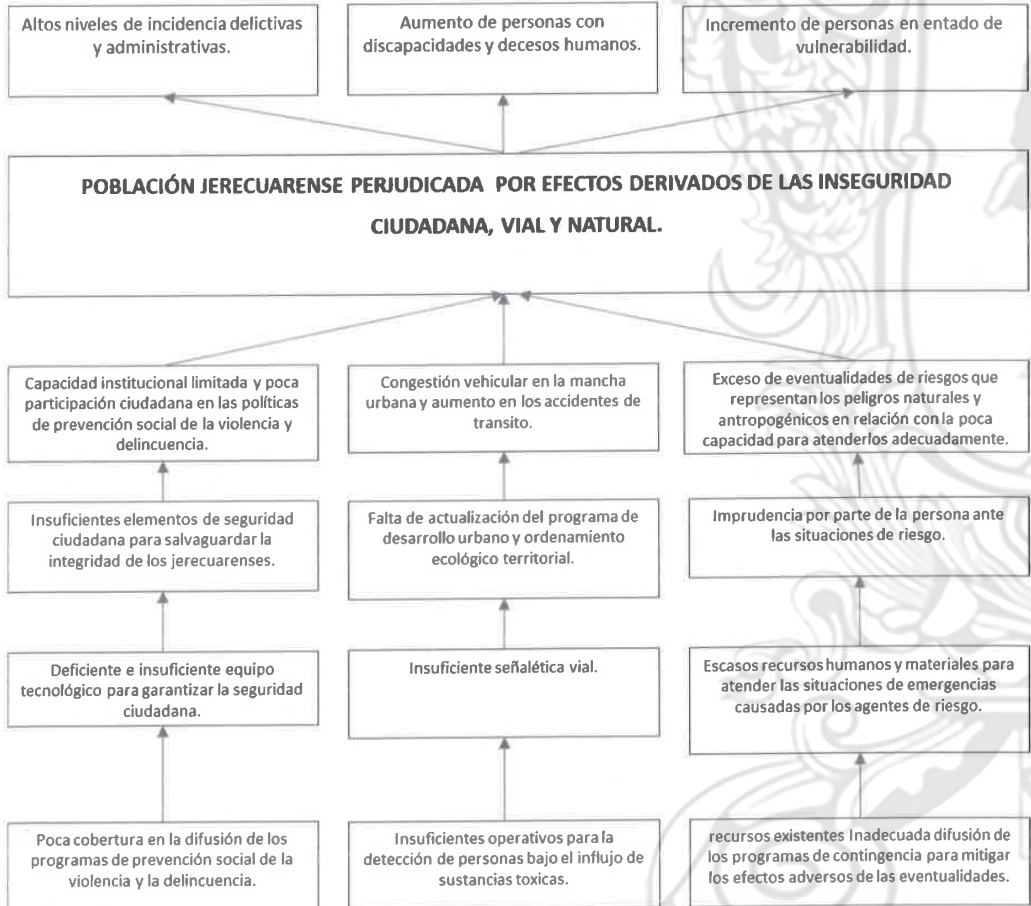 Altos niveles de incidencia delictivas
y administrativas.
Aumento de personas con
discapacidades y decesos humanos.
Incremento de personas en entado de
vulnerabilidad.
POBLACIÓN JERECUARENSE PERJUDICADA POR EFECTOS DERIVADOS DE LAS INSEGURIDAD
CIUDADANA, VIAL Y NATURAL.
Capacidad institucional limitada y poca
participación ciudadana en las políticas
de prevención social de la violencia y
delincuencia.
Congestión vehicular en la mancha
urbana y aumento en los accidentes de
transito.
Exceso de eventualidades de riesgos que
representan los peligros naturales y
antropogénicos en relación con la poca
capacidad para atenderlos adecuadamente.
Insuficientes elementos de seguridad
ciudadana para salvaguardar la
integridad de los jerecuarenses.
Falta de actualización del programa de
desarrollo urbano y ordenamiento
ecológico territorial.
Imprudencia por parte de la persona ante
las situaciones de riesgo.
Deficiente e insuficiente equipo
tecnológico para garantizar la seguridad
ciudadana.
Insuficiente señalética vial.
Escasos recursos humanos y materiales para
atender las situaciones de emergencias
causadas por los agentes de riesgo.
Poca cobertura en la difusión de los
programas de prevención social de la
violencia y la delincuencia.
Insuficientes operativos para la
detección de personas bajo el influjo de
sustancias toxicas.
recursos existentes Inadecuada difusión de
los programas de contingencia para mitigar
los efectos adversos de las eventualidades.